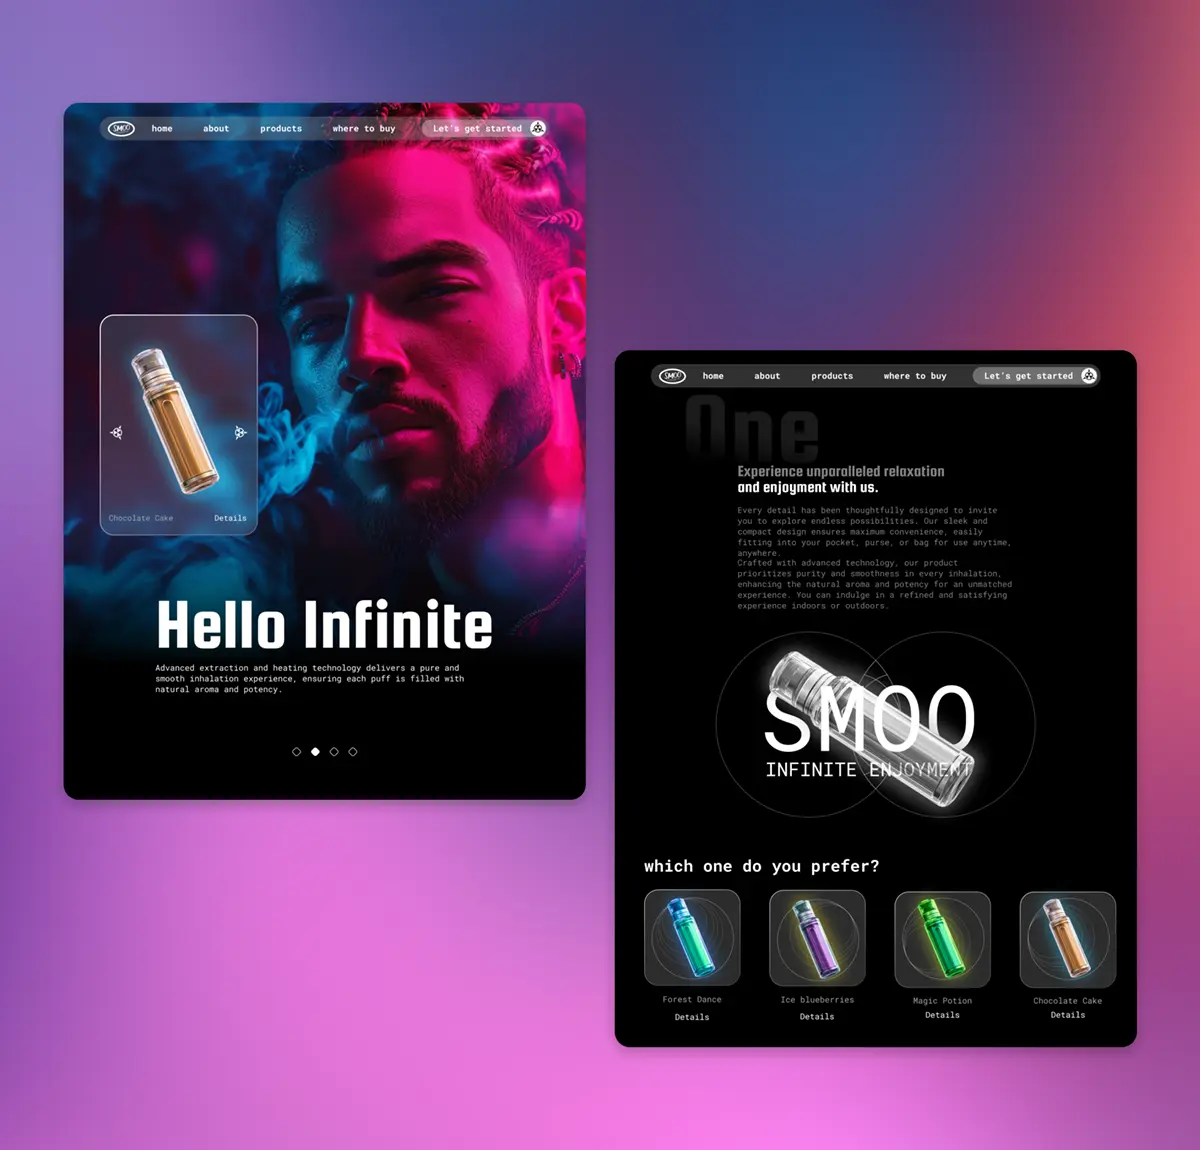 SMOO home about products where to buy Let's get started
Chocolate Cake Details
Hello Infinite
Advanced extraction and heating technology delivers a pure and
smooth inhalation experience, ensuring each puff is filled with
natural aroma and potency.
SMOO home about products where to buy Let's get started
One
Experience unparalleled relaxation
and enjoyment with us.
Every detail has been thoughtfully designed to invite
you to explore endless possibilities. Our sleek and
compact design ensures maximum convenience, easily
fitting into your pocket, purse, or bag for use anytime,
anywhere.
Crafted with advanced technology, our product
prioritizes purity and smoothness in every inhalation,
enhancing the natural aroma and potency for an unmatched
experience. You can indulge in a refined and satisfying
experience indoors or outdoors.
SMOO
INFINITE ENJOYMENT
which one do you prefer?
Forest Dance Ice blueberries Magic Potion Chocolate Cake
Details Details Details Details